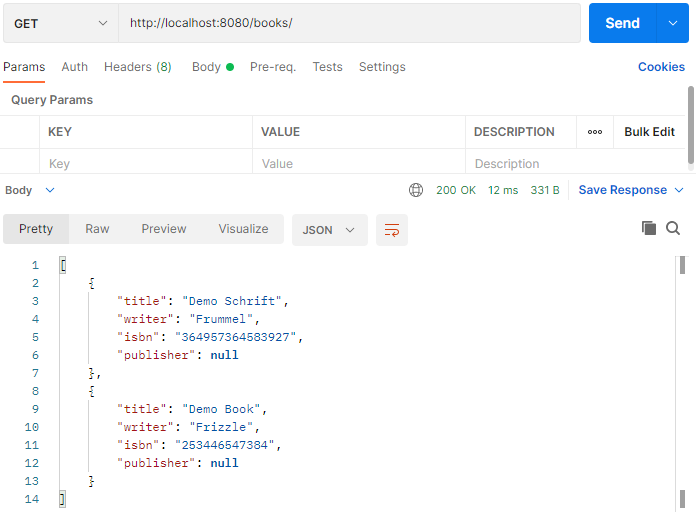 GET http://localhost:8080/books/ Send
Params Auth Headers (8) Body Pre-req. Tests Settings Cookies
Query Params
KEY VALUE DESCRIPTION ooo Bulk Edit
Key Value Description
Body 200 OK 12 ms 331 B Save Response
Pretty Raw Preview Visualize JSON
1 [
2 {
3 "title": "Demo Schrift",
4 "writer": "Frummel",
5 "isbn": "364957364583927",
6 "publisher": null
7 },
8 {
9 "title": "Demo Book",
10 "writer": "Frizzle",
11 "isbn": "253446547384",
12 "publisher": null
13 }
14 ]